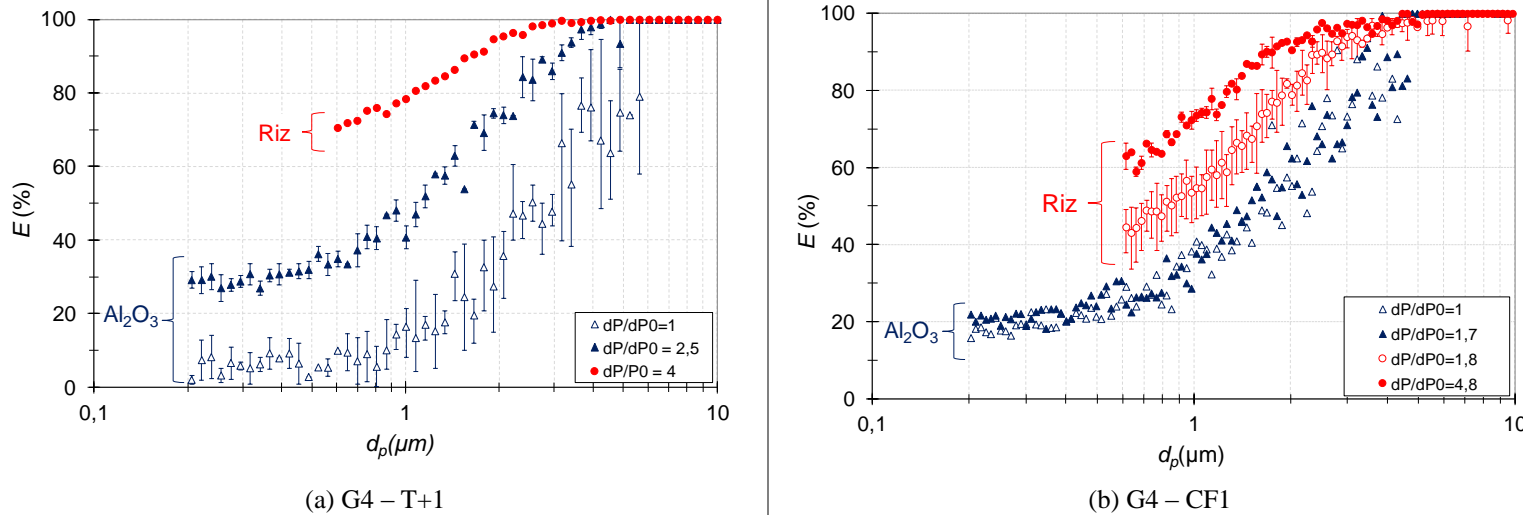 100
80
60
40
20
0
E (%)
0,1
1
10
d_p(μm)
Riz
Al₂O₃
dP/dP0=1
dP/dP0 = 2,5
dP/P0 = 4
(a) G4 – T+1
100
80
60
40
20
0
E (%)
0,1
1
10
d_p(μm)
Riz
Al₂O₃
dP/dP0=1
dP/dP0=1,7
dP/dP0=1,8
dP/dP0=4,8
(b) G4 – CF1